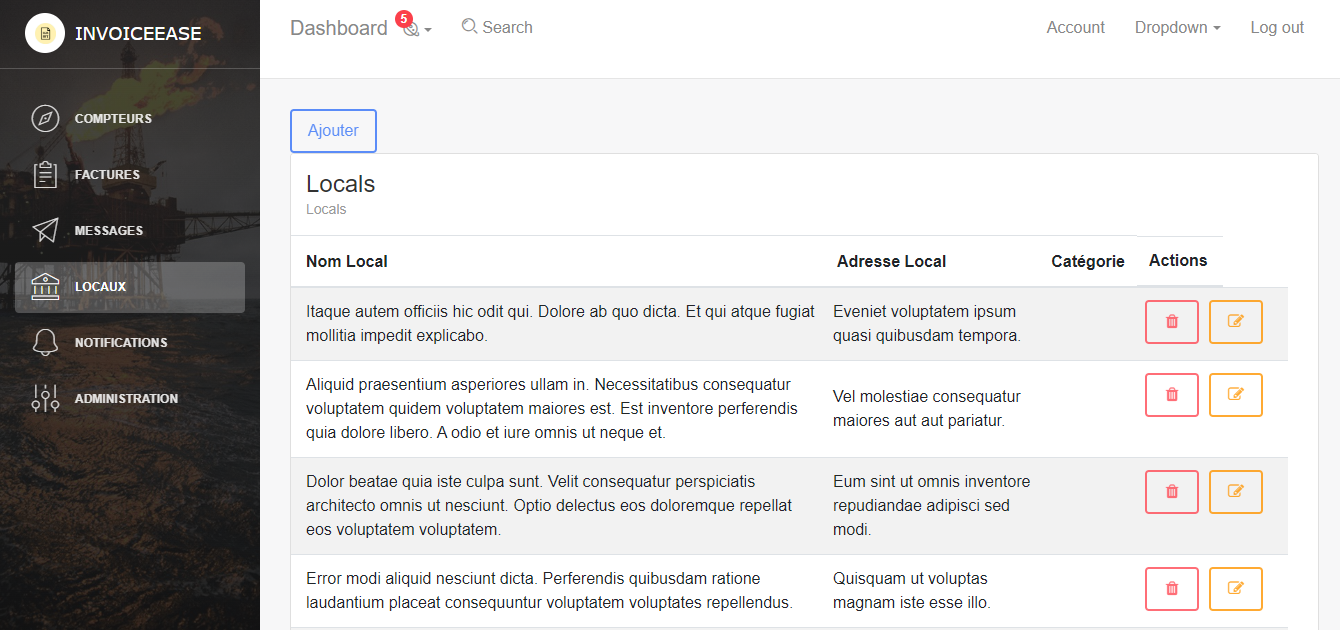 INVOICEEASE
Dashboard 5 Search Account Dropdown Log out
COMPTEURS
FACTURES
MESSAGES
LOCAUX
NOTIFICATIONS
ADMINISTRATION
Ajouter
Locals
Locals
Nom Local Adresse Local Catégorie Actions
Itaque autem officiis hic odit qui. Dolore ab quo dicta. Et qui atque fugiat
mollitia impedit explicabo.
Eveniet voluptatem ipsum
quasi quibusdam tempora.
Aliquid praesentium asperiores ullam in. Necessitatibus consequatur
voluptatem quidem voluptatem maiores est. Est inventore perferendis
quia dolore libero. A odio et iure omnis ut neque et.
Vel molestiae consequatur
maiores aut aut pariatur.
Dolor beatae quia iste culpa sunt. Velit consequatur perspiciatis
architecto omnis ut nesciunt. Optio delectus eos doloremque repellat
eos voluptatem voluptatem.
Eum sint ut omnis inventore
repudiandae adipisci sed
modi.
Error modi aliquid nesciunt dicta. Perferendis quibusdam ratione
laudantium placeat consequuntur voluptatem voluptates repellendus.
Quisquam ut voluptas
magnam iste esse illo.